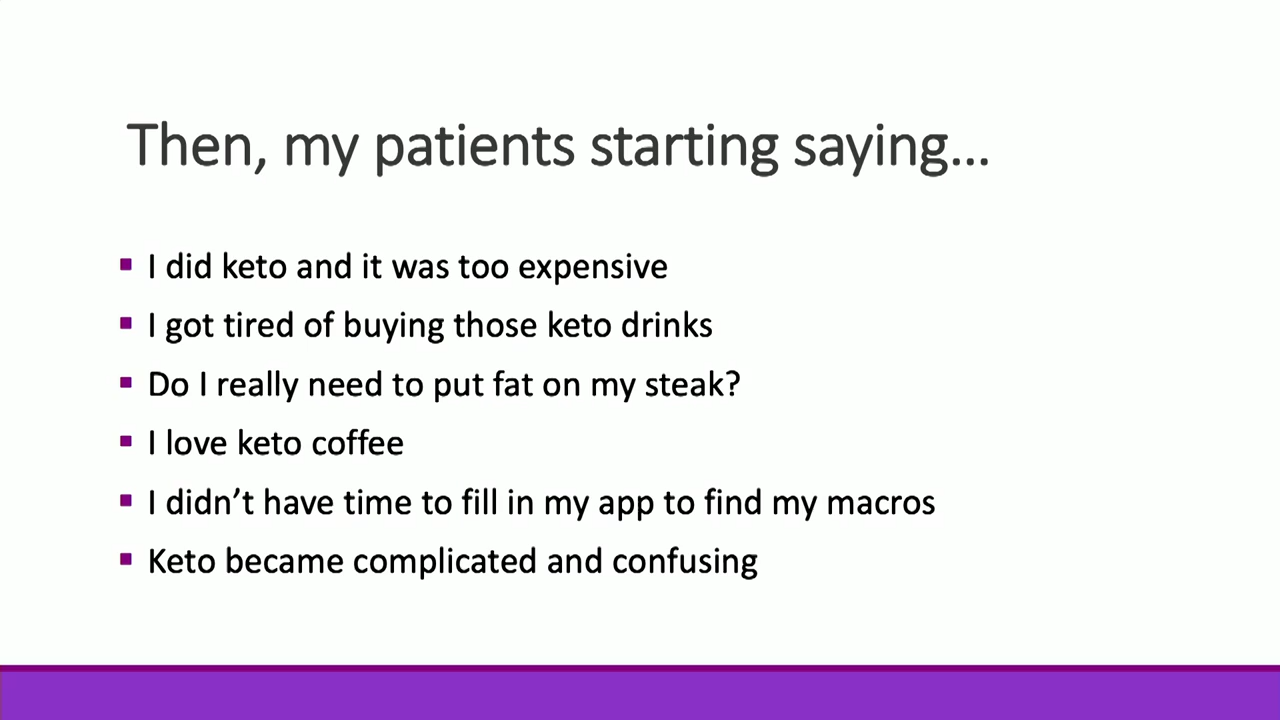 Then, my patients starting saying...
I did keto and it was too expensive
I got tired of buying those keto drinks
Do I really need to put fat on my steak?
I love keto coffee
I didn’t have time to fill in my app to find my macros
Keto became complicated and confusing